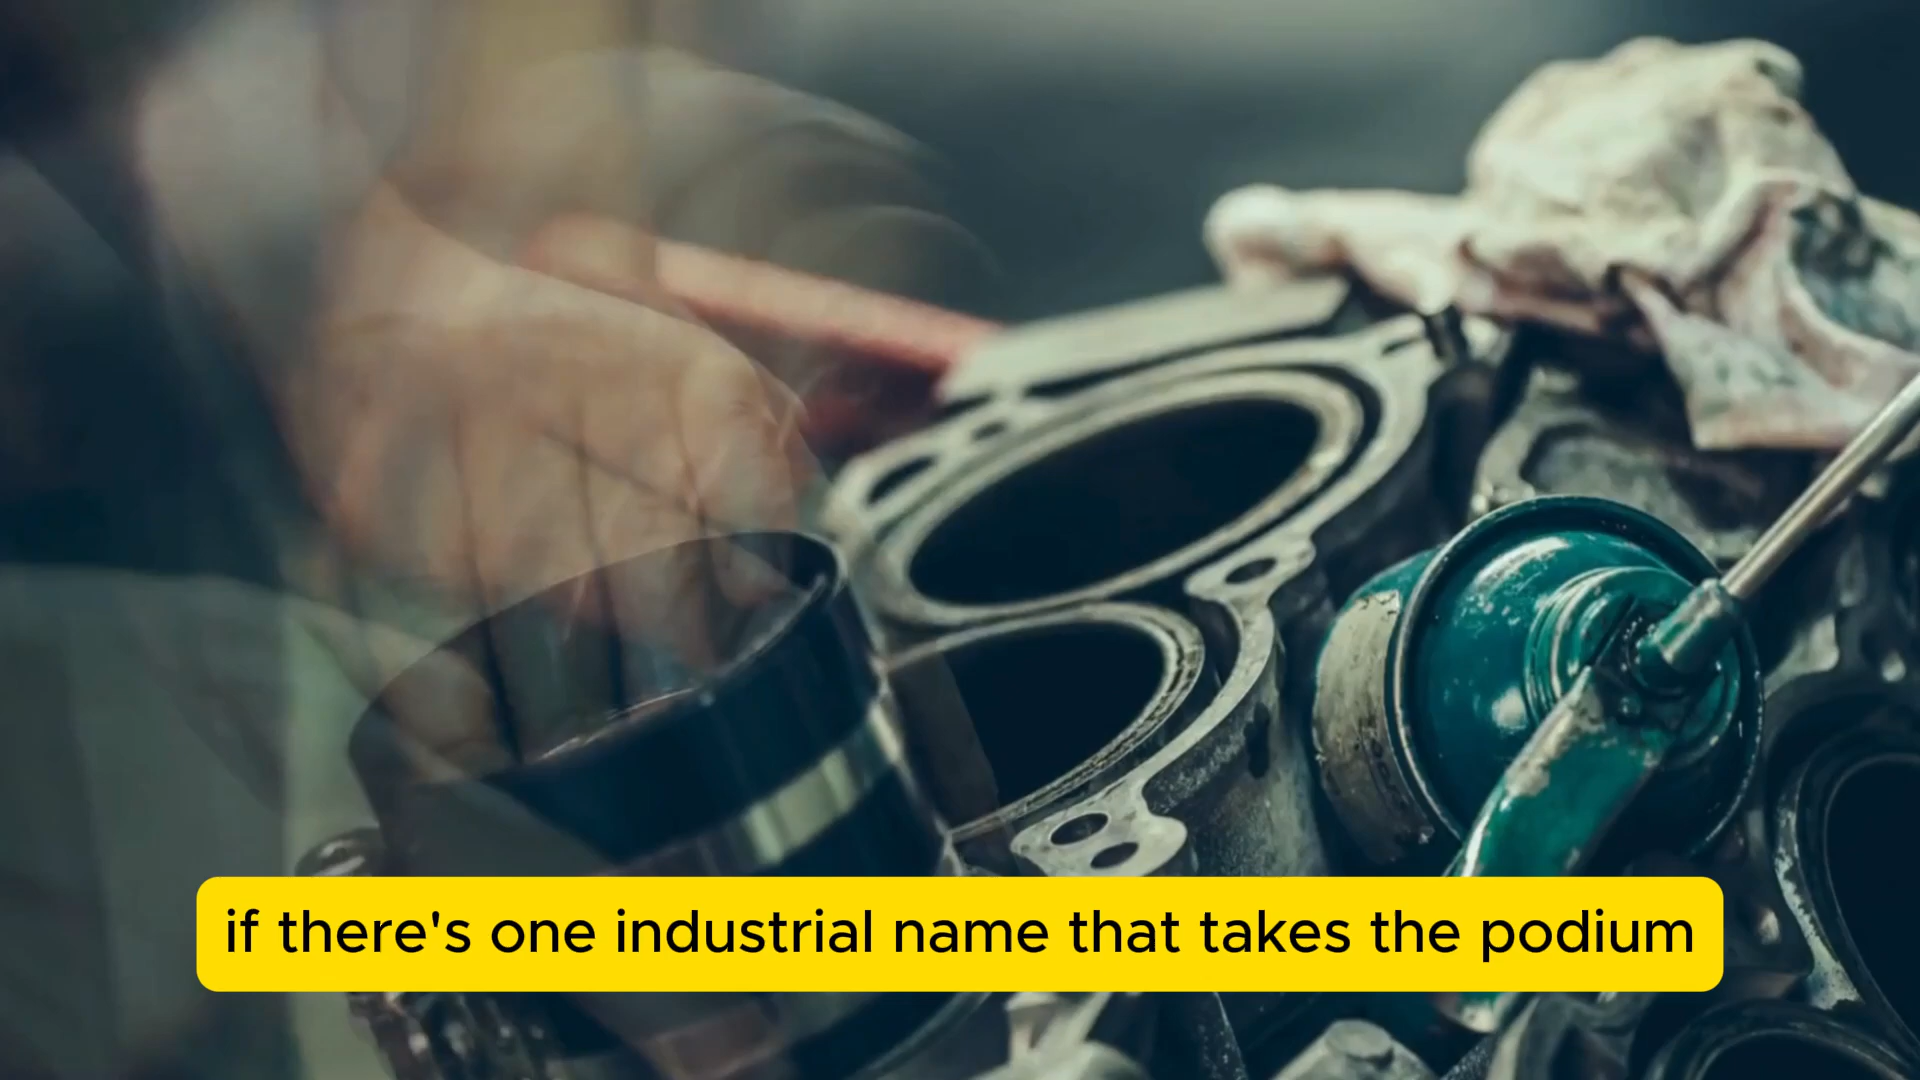 if there's one industrial name that takes the podium